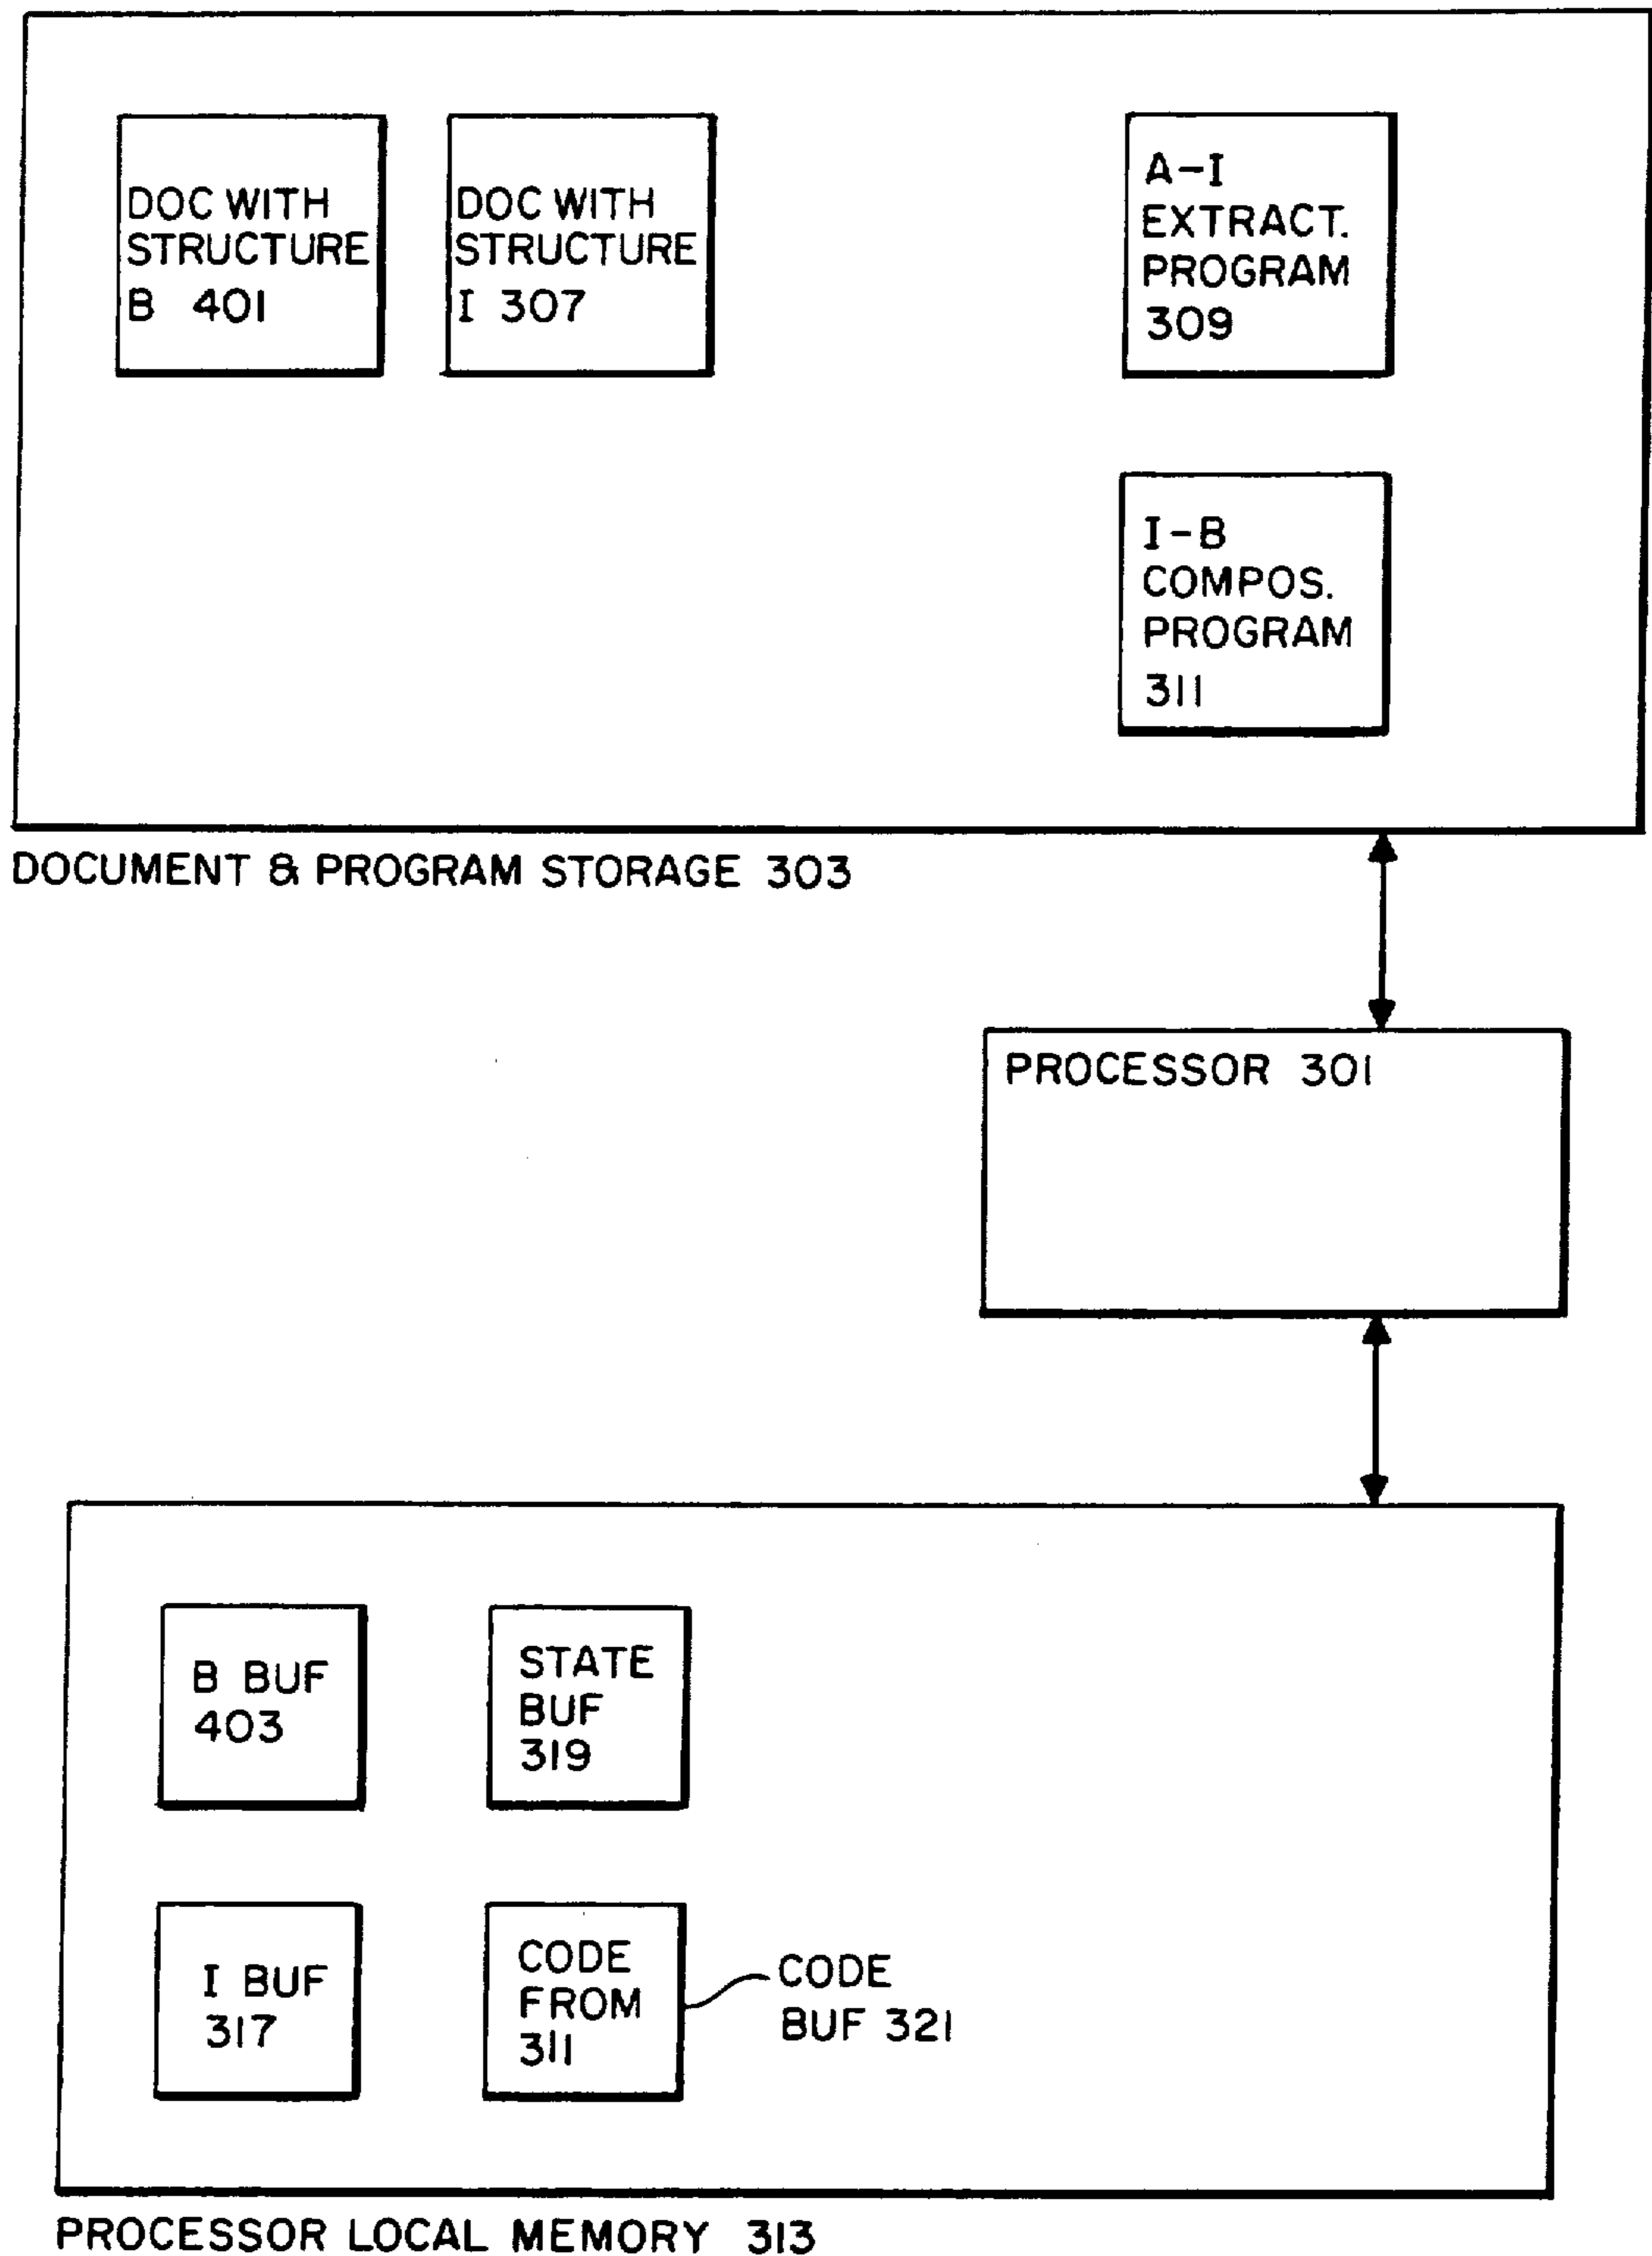 DOC WITH
STRUCTURE
B 401
DOC WITH
STRUCTURE
I 307
A-I
EXTRACT.
PROGRAM
309
I-B
COMPOS.
PROGRAM
311
DOCUMENT & PROGRAM STORAGE 303
PROCESSOR 301
B BUF
403
STATE
BUF
319
I BUF
317
CODE
FROM
311
CODE
BUF 321
PROCESSOR LOCAL MEMORY 313